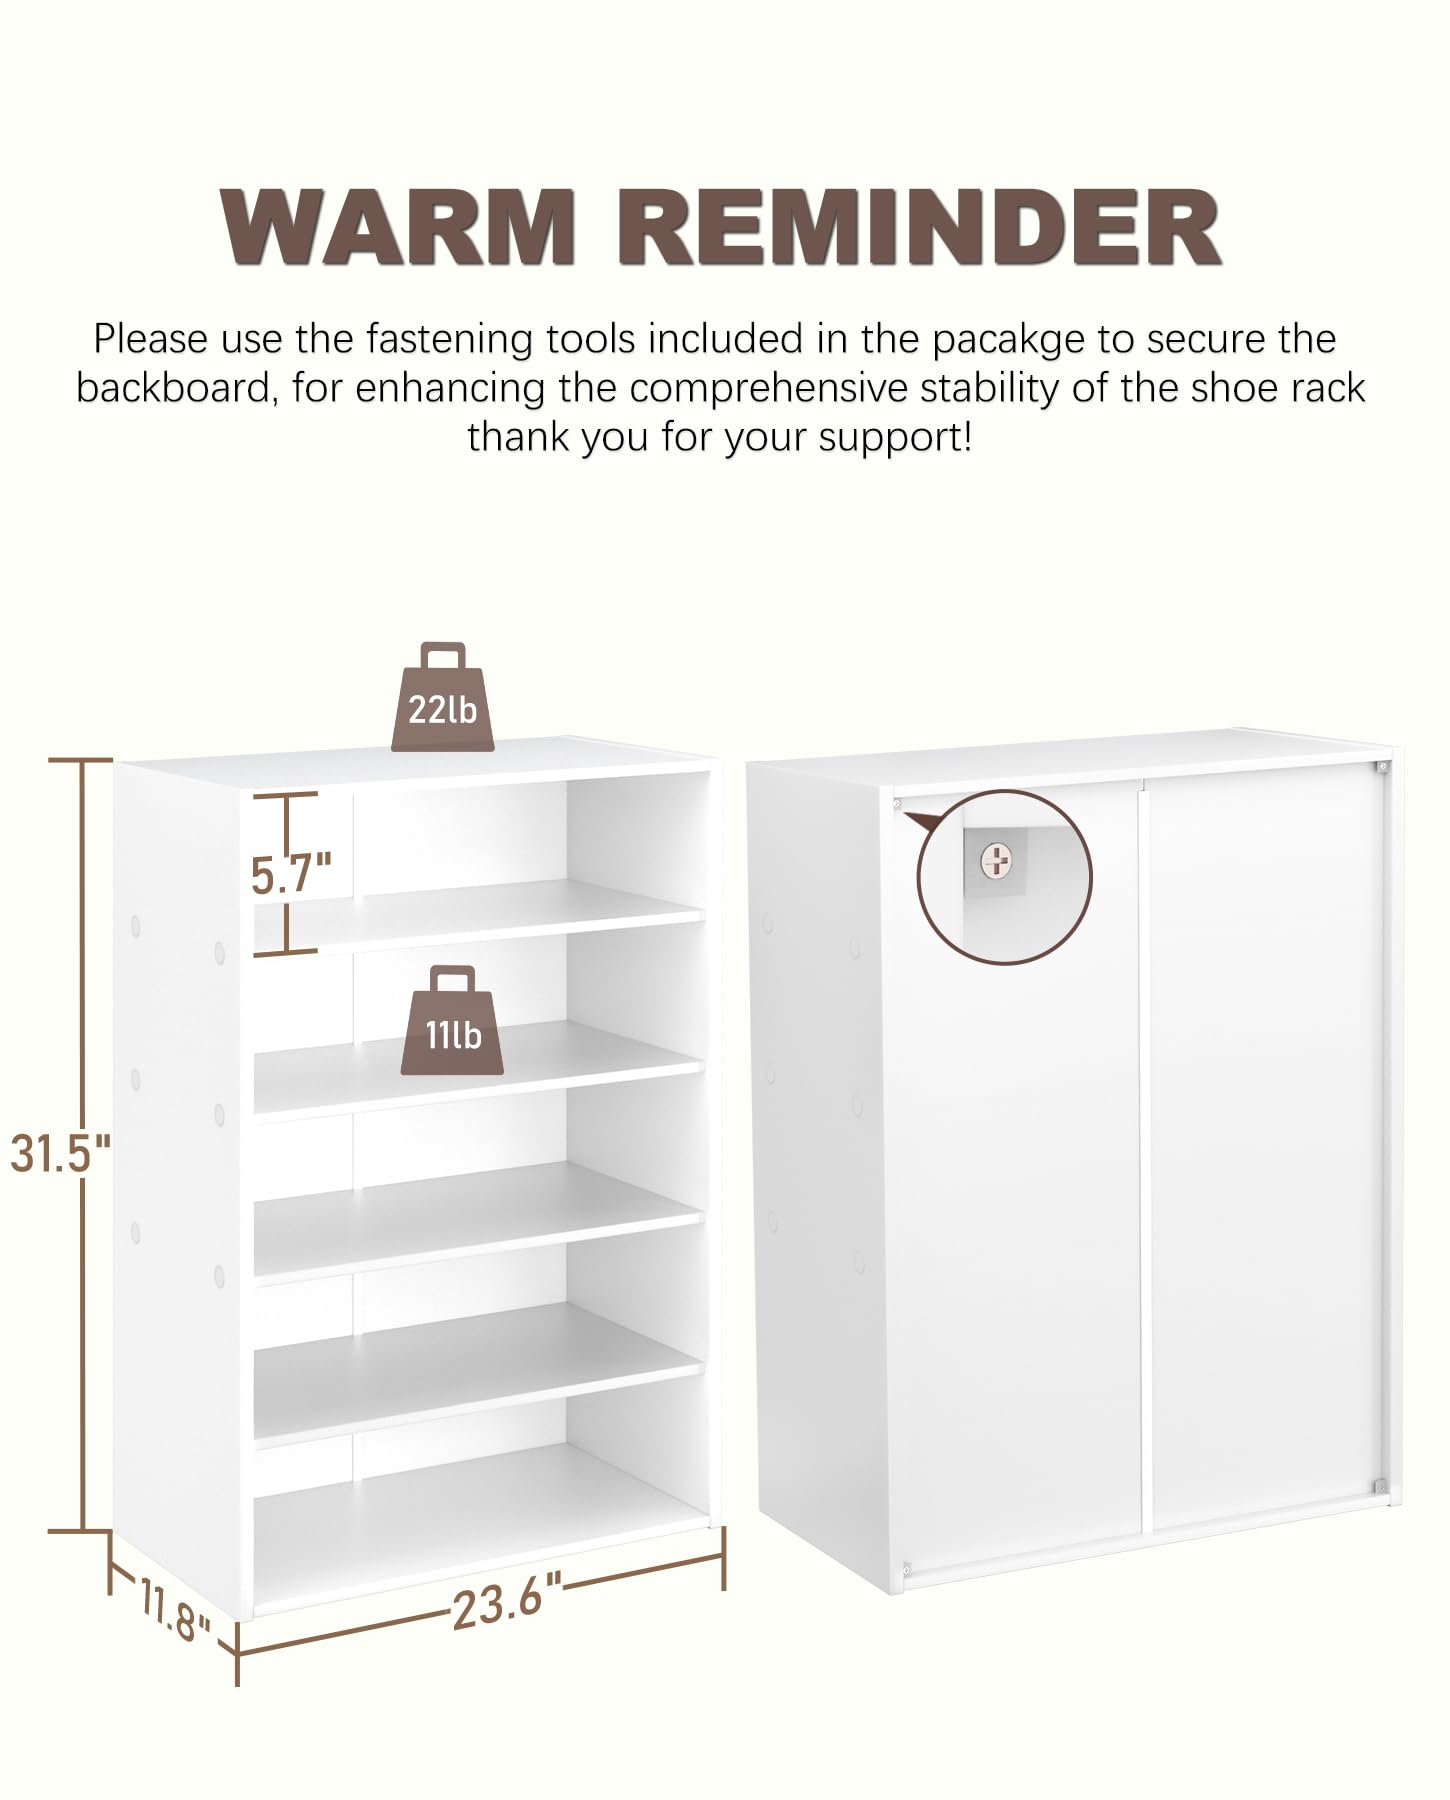 WARM REMINDER
Please use the fastening tools included in the pacakge to secure the
backboard, for enhancing the comprehensive stability of the shoe rack
thank you for your support!
22lb
5.7"
11lb
31.5"
11.8"
23.6"